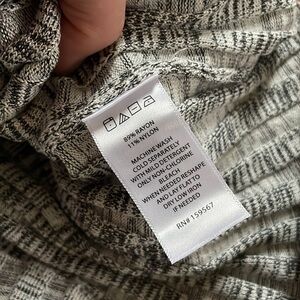 89% RAYON
11% NYLON
MACHINE WASH
COLD SEPARATELY
WITH MILD DETERGENT
ONLY NON-CHLORINE
BLEACH
WHEN NEEDED RESHAPE
AND LAY FLAT TO
DRY LOW IRON
IF NEEDED
RN# 159567